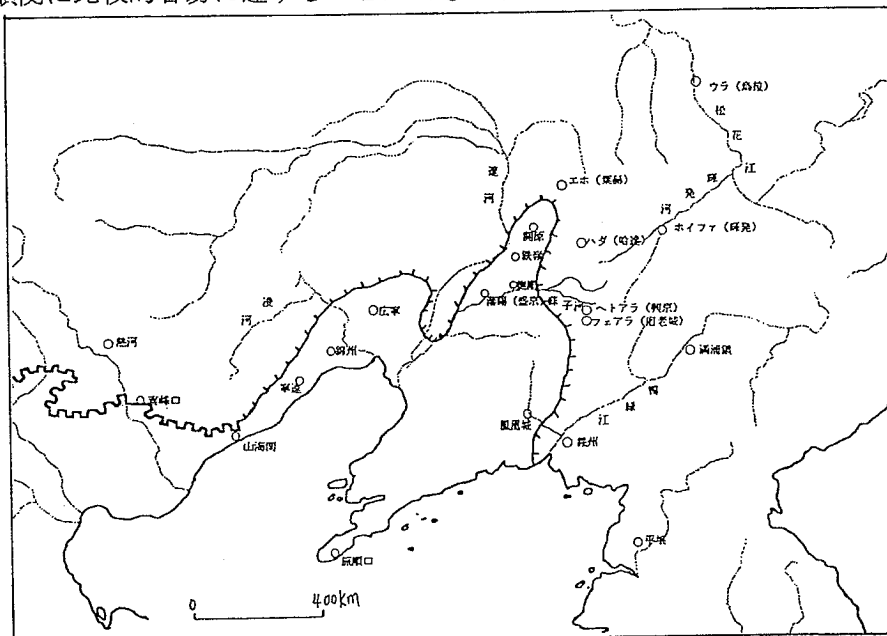 ウラ（烏拉）
松花江
エホ（葉赫）
遼河
輝発河
ホイファ（輝発）
ハダ（哈達）
開原
鉄嶺
撫順
瀋陽（盛京）
蘇子河
ヘトアラ（興京）
フェアラ（旧老城）
満浦鎮
凌河
広寧
錦州
寧遠
喜峰口
山海関
鳳凰城
鴨緑江
義州
旅順口
平壌
0
400km